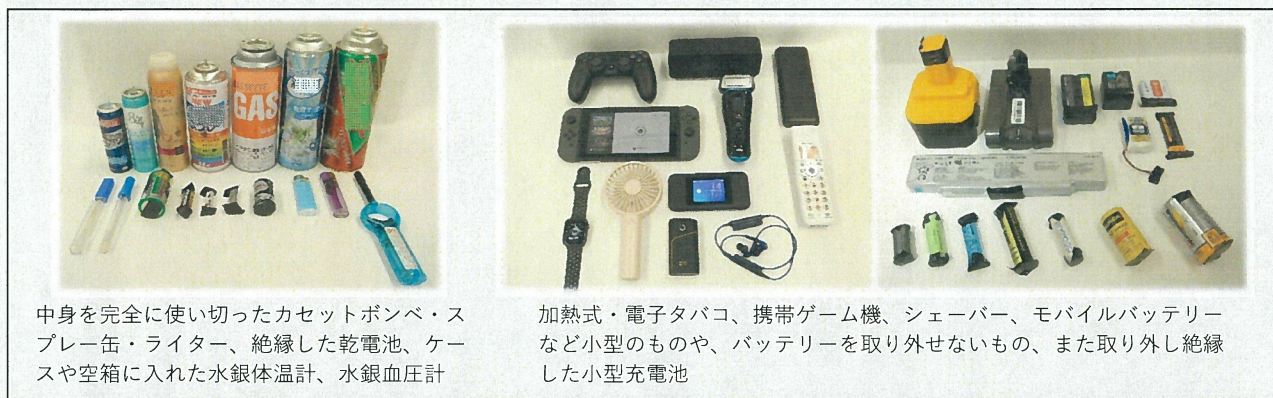 GAS
中身を完全に使い切ったカセットボンベ・ス
プレー缶・ライター、絶縁した乾電池、ケー
スや空箱に入れた水銀体温計、水銀血圧計
加熱式・電子タバコ、携帯ゲーム機、シェーバー、モバイルバッテリー
など小型のものや、バッテリーを取り外せないもの、また取り外し絶縁
した小型充電池